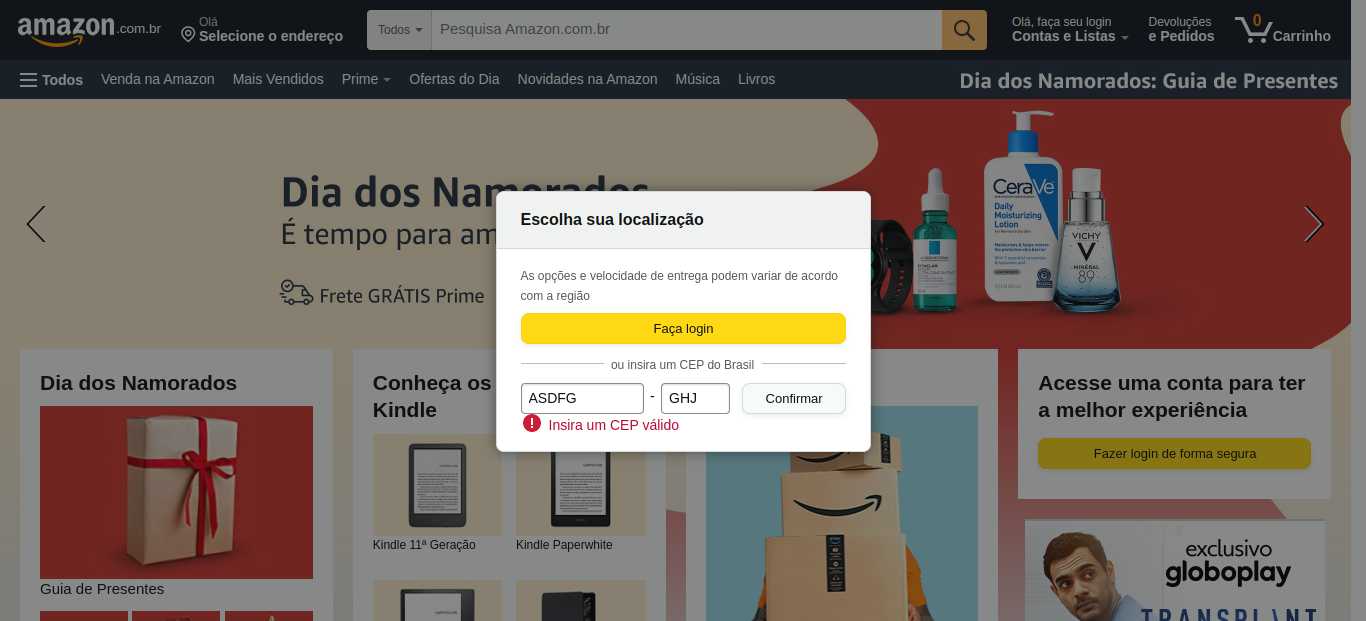 amazon.com.br
Olá
Selecione o endereço
Todos
Pesquisa Amazon.com.br
Olá, faça seu login
Contas e Listas
Devoluções
e Pedidos
0
Carrinho
Todos
Venda na Amazon
Mais Vendidos
Prime
Ofertas do Dia
Novidades na Amazon
Música
Livros
Dia dos Namorados: Guia de Presentes
Dia dos Namorados
É tempo para am
Frete GRÁTIS Prime
CeraVe
Daily
Moisturizing
Lotion
VICHY
MINÉRAL
89
Escolha sua localização
As opções e velocidade de entrega podem variar de acordo
com a região
Faça login
ou insira um CEP do Brasil
ASDFG - GHJ
Confirmar
! Insira um CEP válido
Dia dos Namorados
Guia de Presentes
Conheça os
Kindle
Kindle 11ª Geração
Kindle Paperwhite
Acesse uma conta para ter
a melhor experiência
Fazer login de forma segura
exclusivo
globoplay
TRANSPLANT